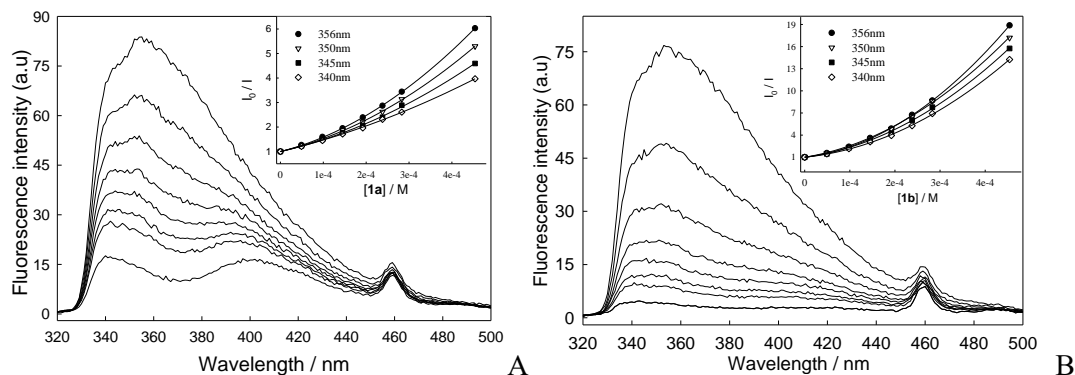 90
75
60
45
30
15
0
Fluorescence intensity (a.u)
320 340 360 380 400 420 440 460 480 500
Wavelength / nm
6
5
4
3
2
1
I0 / I
356nm
350nm
345nm
340nm
0 1e-4 2e-4 3e-4 4e-4
[1a] / M
A
90
75
60
45
30
15
0
Fluorescence intensity (a.u)
320 340 360 380 400 420 440 460 480 500
Wavelength / nm
19
16
13
10
7
4
1
I0 / I
356nm
350nm
345nm
340nm
0 1e-4 2e-4 3e-4 4e-4
[1b] / M
B